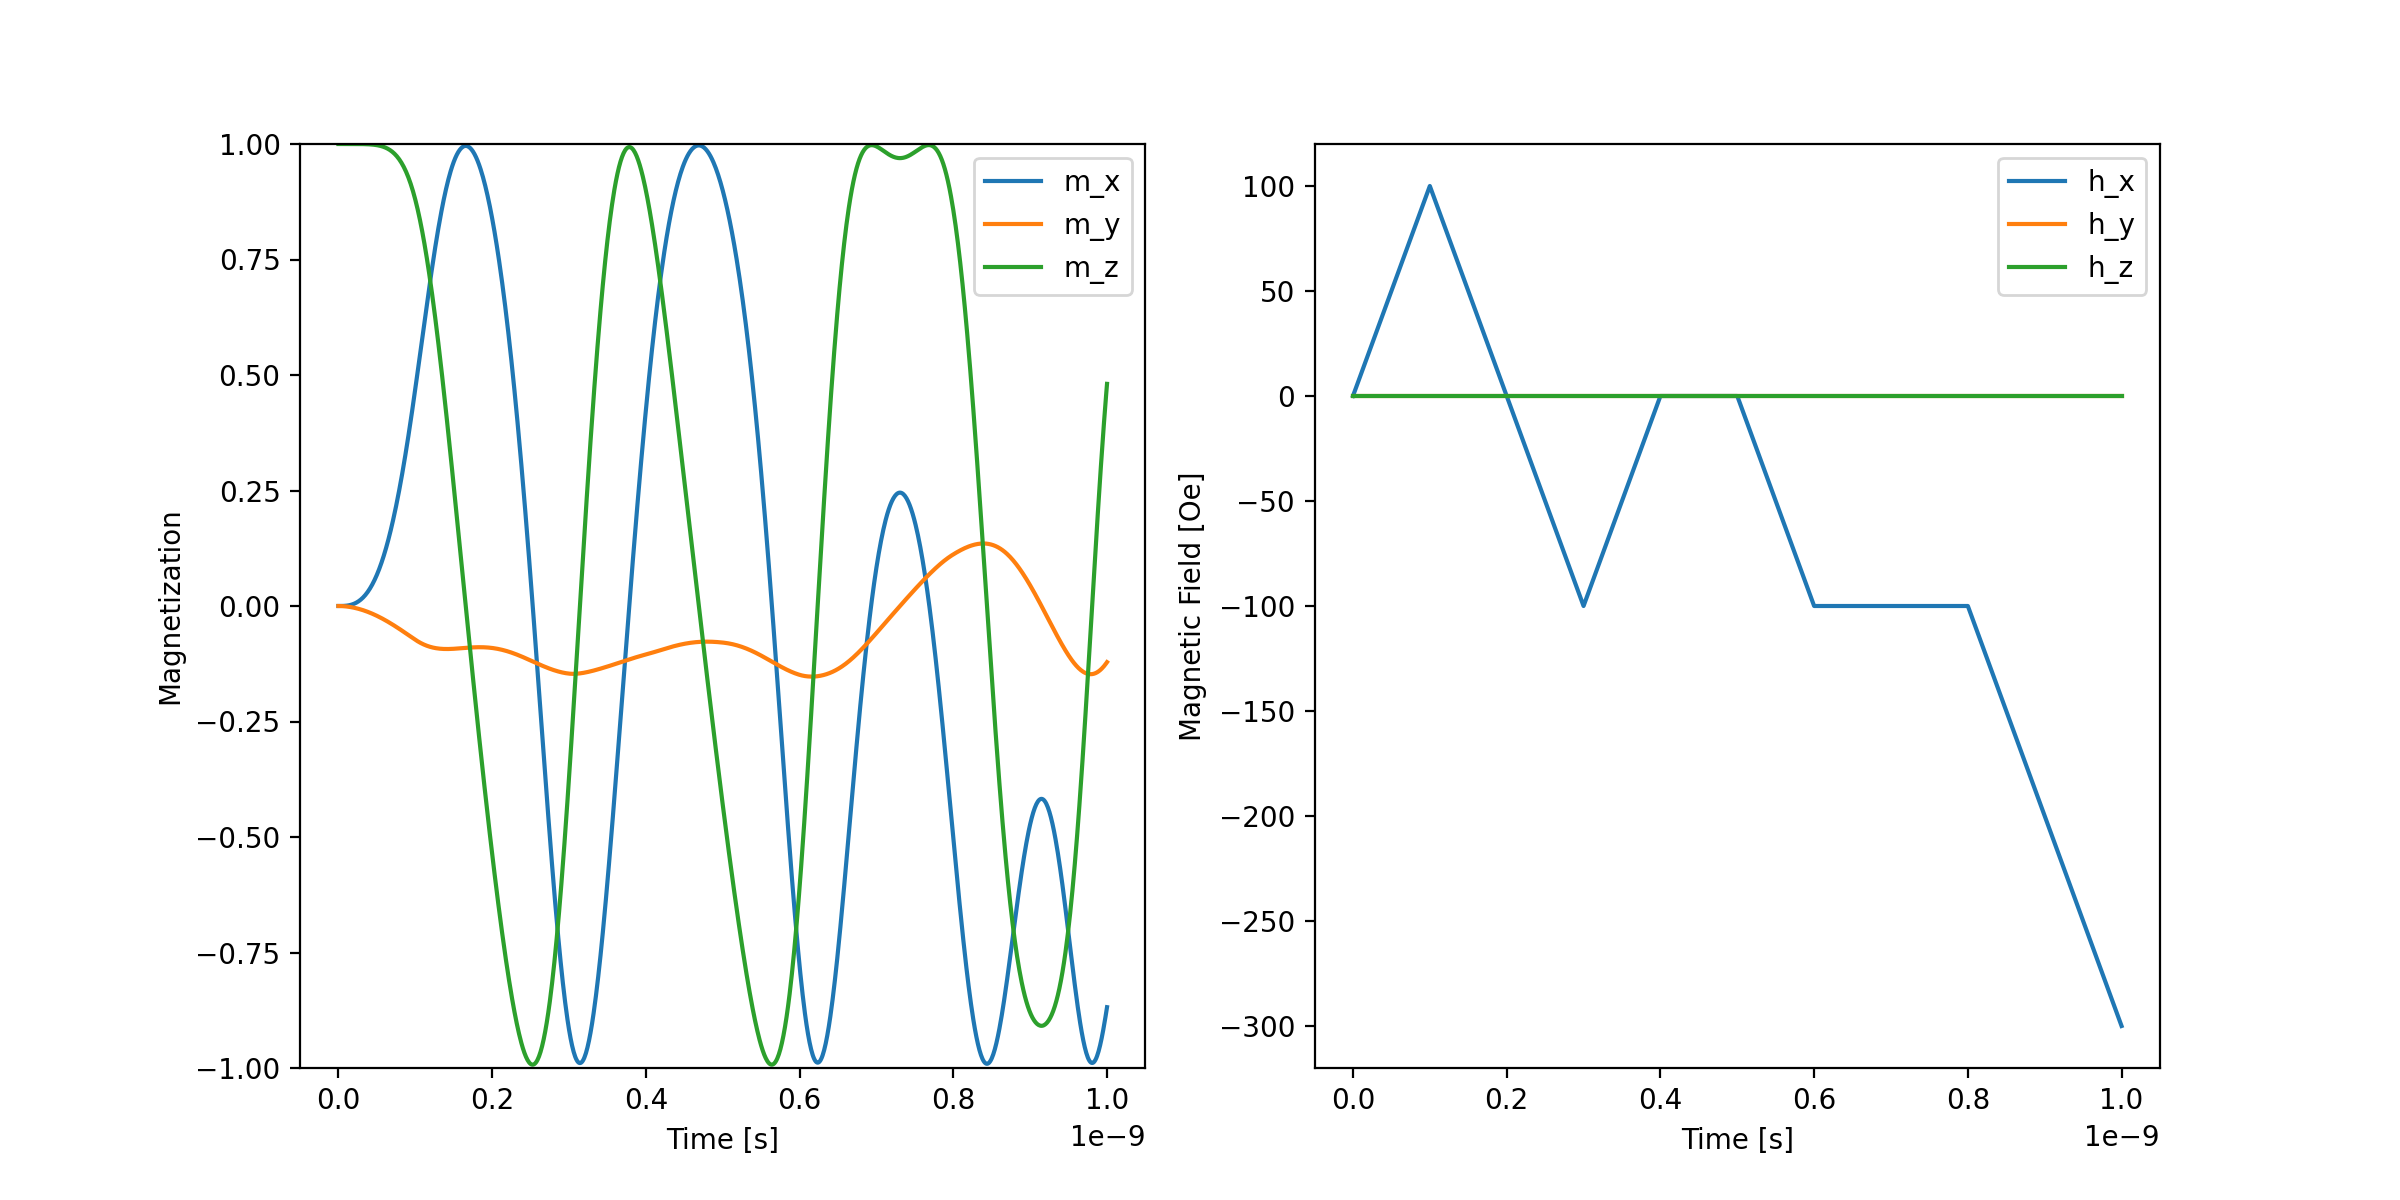 1.00
0.75
0.50
0.25
0.00
−0.25
−0.50
−0.75
−1.00
Magnetization
0.0 0.2 0.4 0.6 0.8 1.0
1e−9
Time [s]
m_x
m_y
m_z
100
50
0
−50
−100
−150
−200
−250
−300
Magnetic Field [Oe]
0.0 0.2 0.4 0.6 0.8 1.0
1e−9
Time [s]
h_x
h_y
h_z